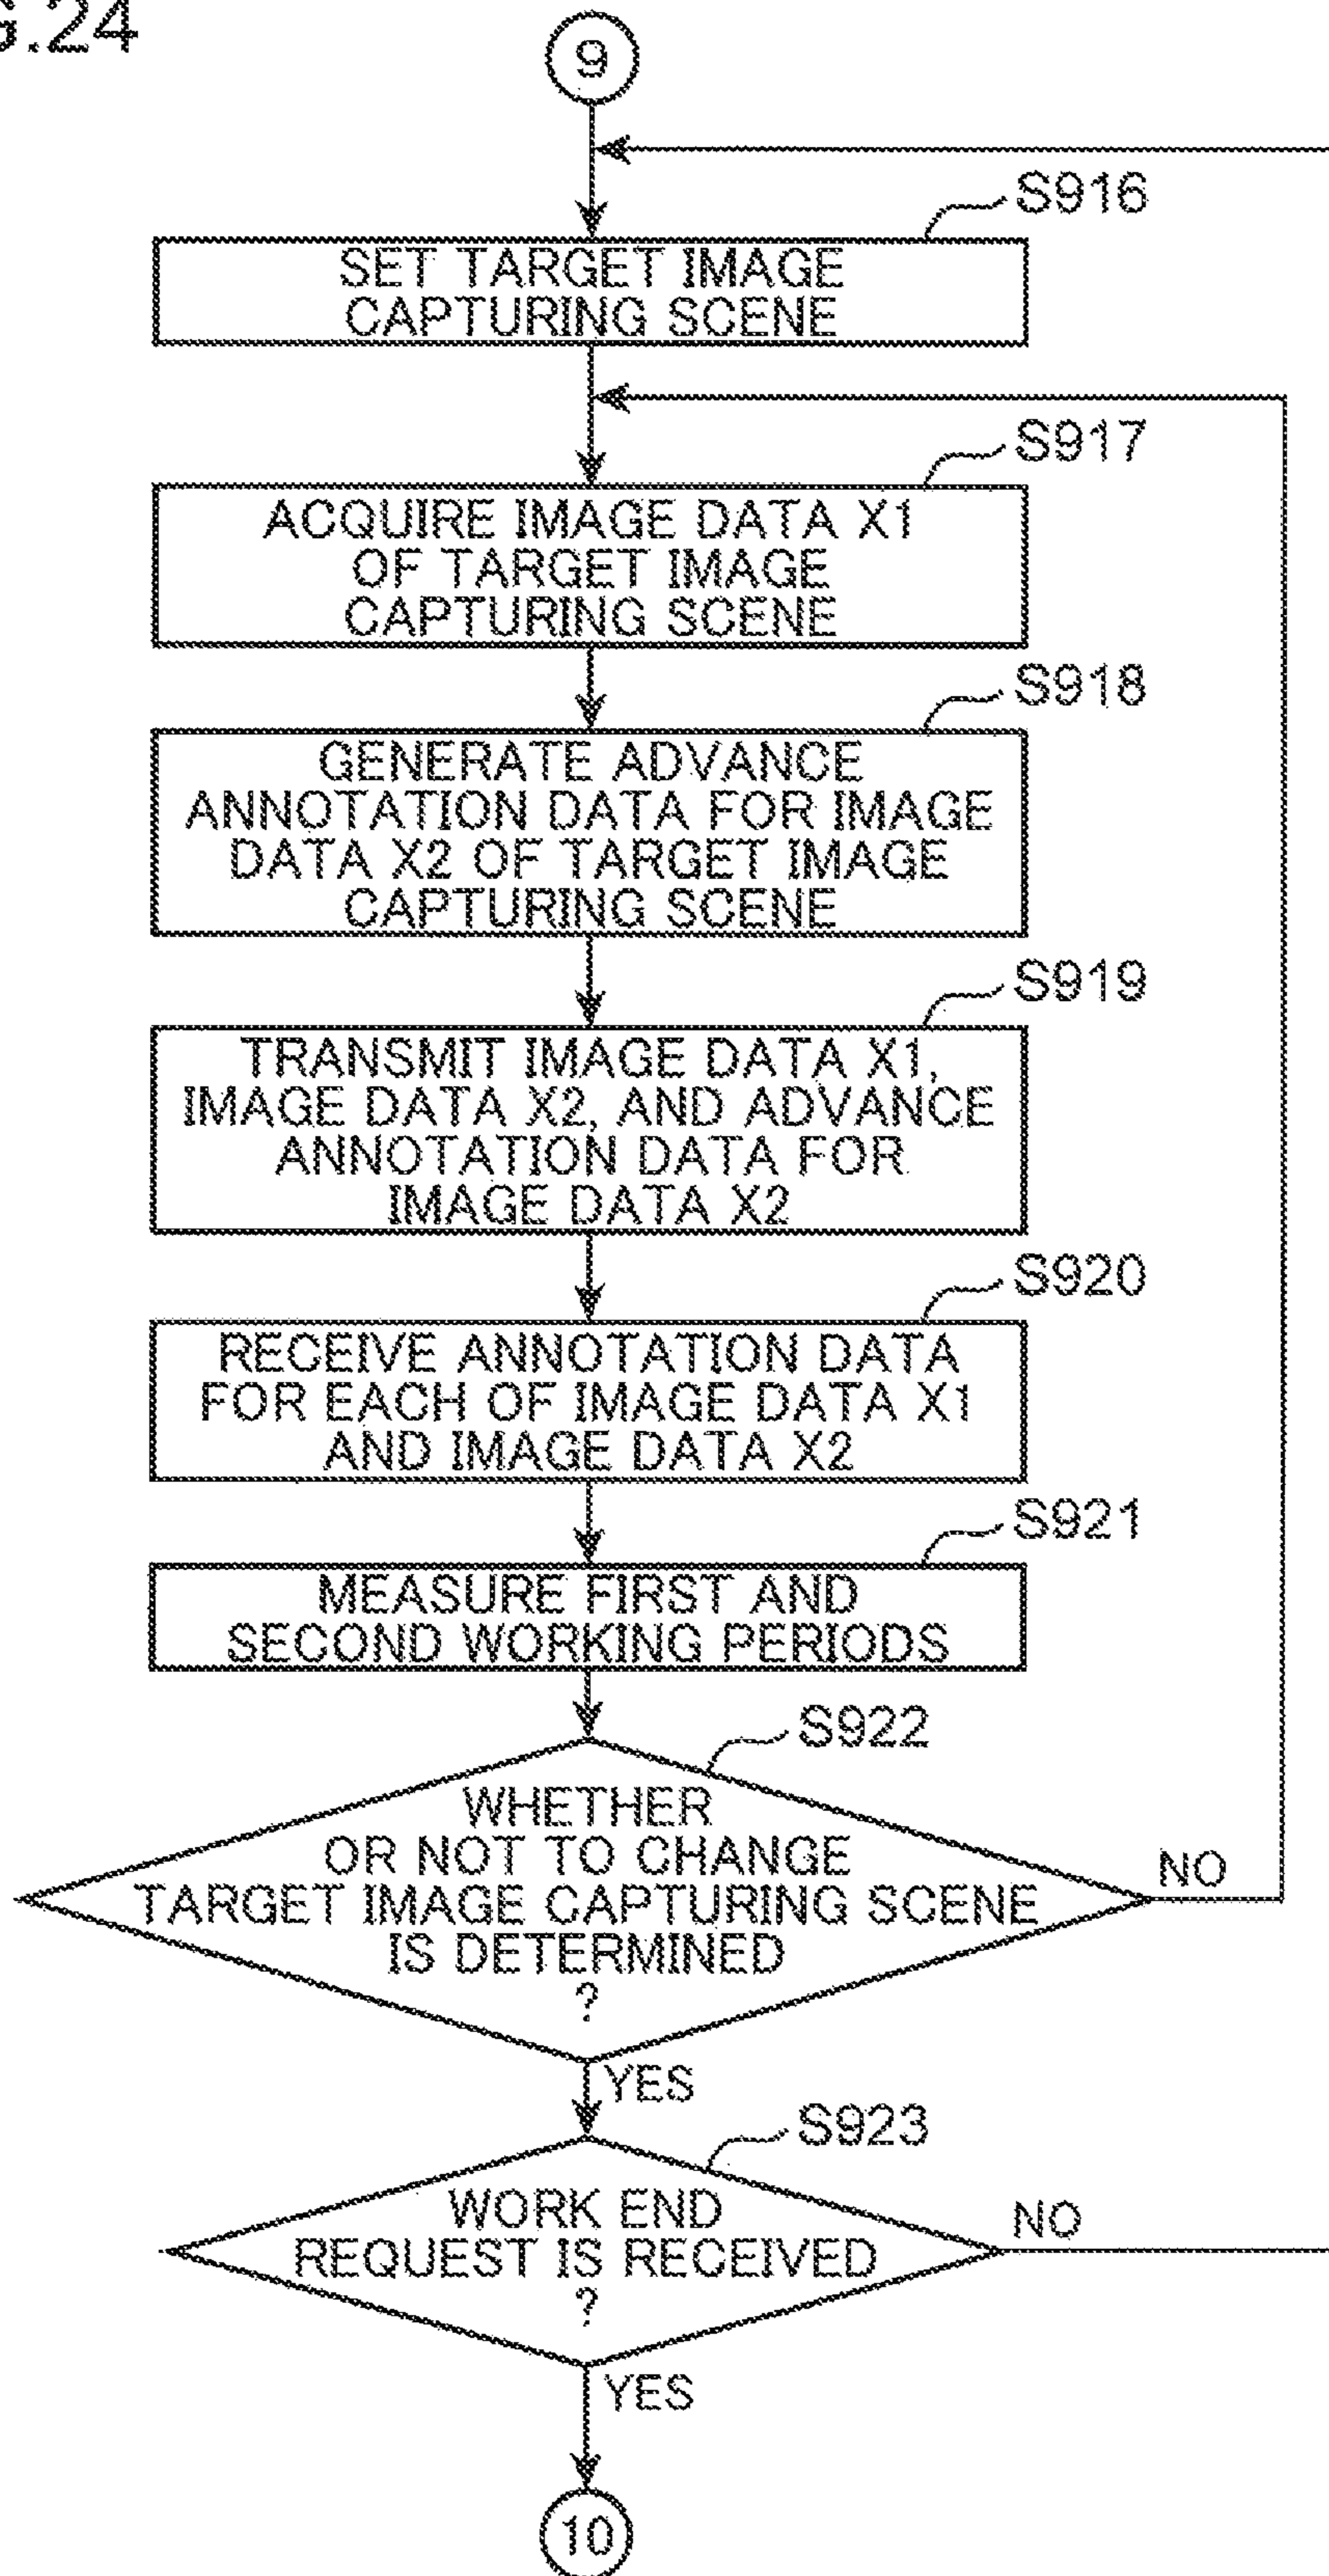 G.24
9
S916
SET TARGET IMAGE
CAPTURING SCENE
S917
ACQUIRE IMAGE DATA X1
OF TARGET IMAGE
CAPTURING SCENE
S918
GENERATE ADVANCE
ANNOTATION DATA FOR IMAGE
DATA X2 OF TARGET IMAGE
CAPTURING SCENE
S919
TRANSMIT IMAGE DATA X1,
IMAGE DATA X2, AND ADVANCE
ANNOTATION DATA FOR
IMAGE DATA X2
S920
RECEIVE ANNOTATION DATA
FOR EACH OF IMAGE DATA X1
AND IMAGE DATA X2
S921
MEASURE FIRST AND
SECOND WORKING PERIODS
S922
WHETHER
OR NOT TO CHANGE
TARGET IMAGE CAPTURING SCENE
IS DETERMINED
?
NO
YES
S923
WORK END
REQUEST IS RECEIVED
?
NO
YES
10